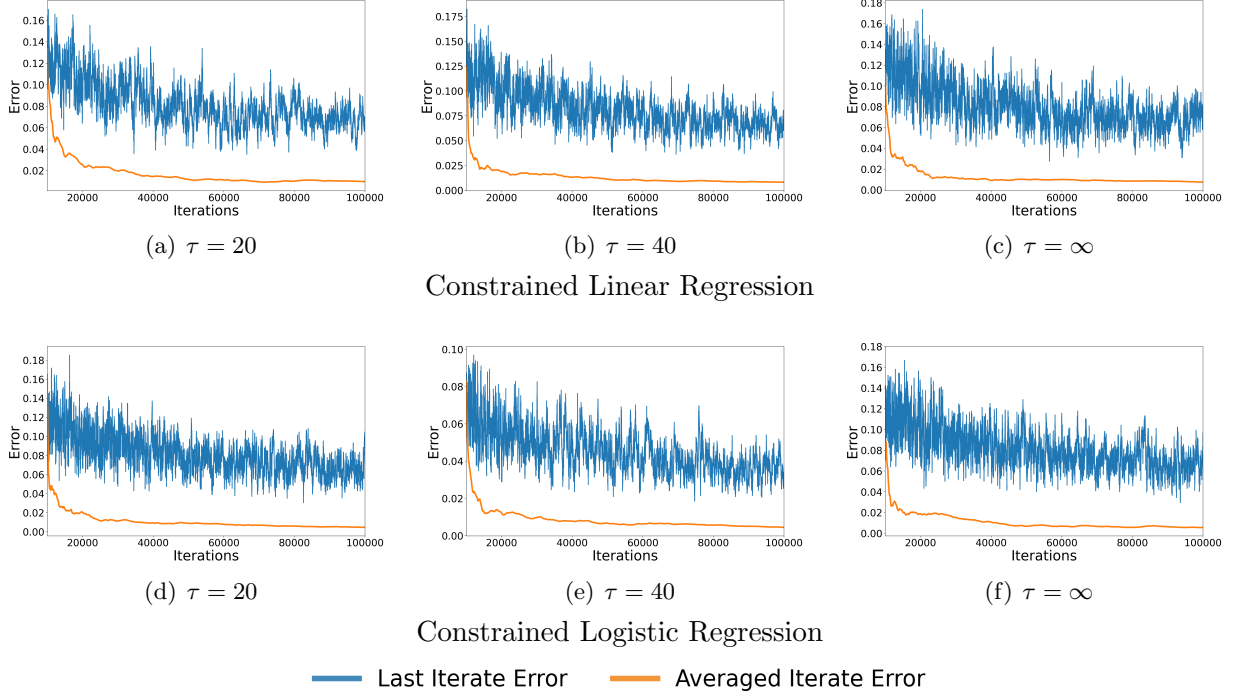 0.16
0.14
0.12
0.10
0.08
0.06
0.04
0.02
Error
20000 40000 60000 80000 100000
Iterations
(a) τ = 20
0.175
0.150
0.125
0.100
0.075
0.050
0.025
0.000
Error
20000 40000 60000 80000 100000
Iterations
(b) τ = 40
0.18
0.16
0.14
0.12
0.10
0.08
0.06
0.04
0.02
0.00
Error
20000 40000 60000 80000 100000
Iterations
(c) τ = ∞
Constrained Linear Regression
0.18
0.16
0.14
0.12
0.10
0.08
0.06
0.04
0.02
0.00
Error
20000 40000 60000 80000 100000
Iterations
(d) τ = 20
0.10
0.08
0.06
0.04
0.02
0.00
Error
20000 40000 60000 80000 100000
Iterations
(e) τ = 40
0.18
0.16
0.14
0.12
0.10
0.08
0.06
0.04
0.02
0.00
Error
20000 40000 60000 80000 100000
Iterations
(f) τ = ∞
Constrained Logistic Regression
Last Iterate Error Averaged Iterate Error